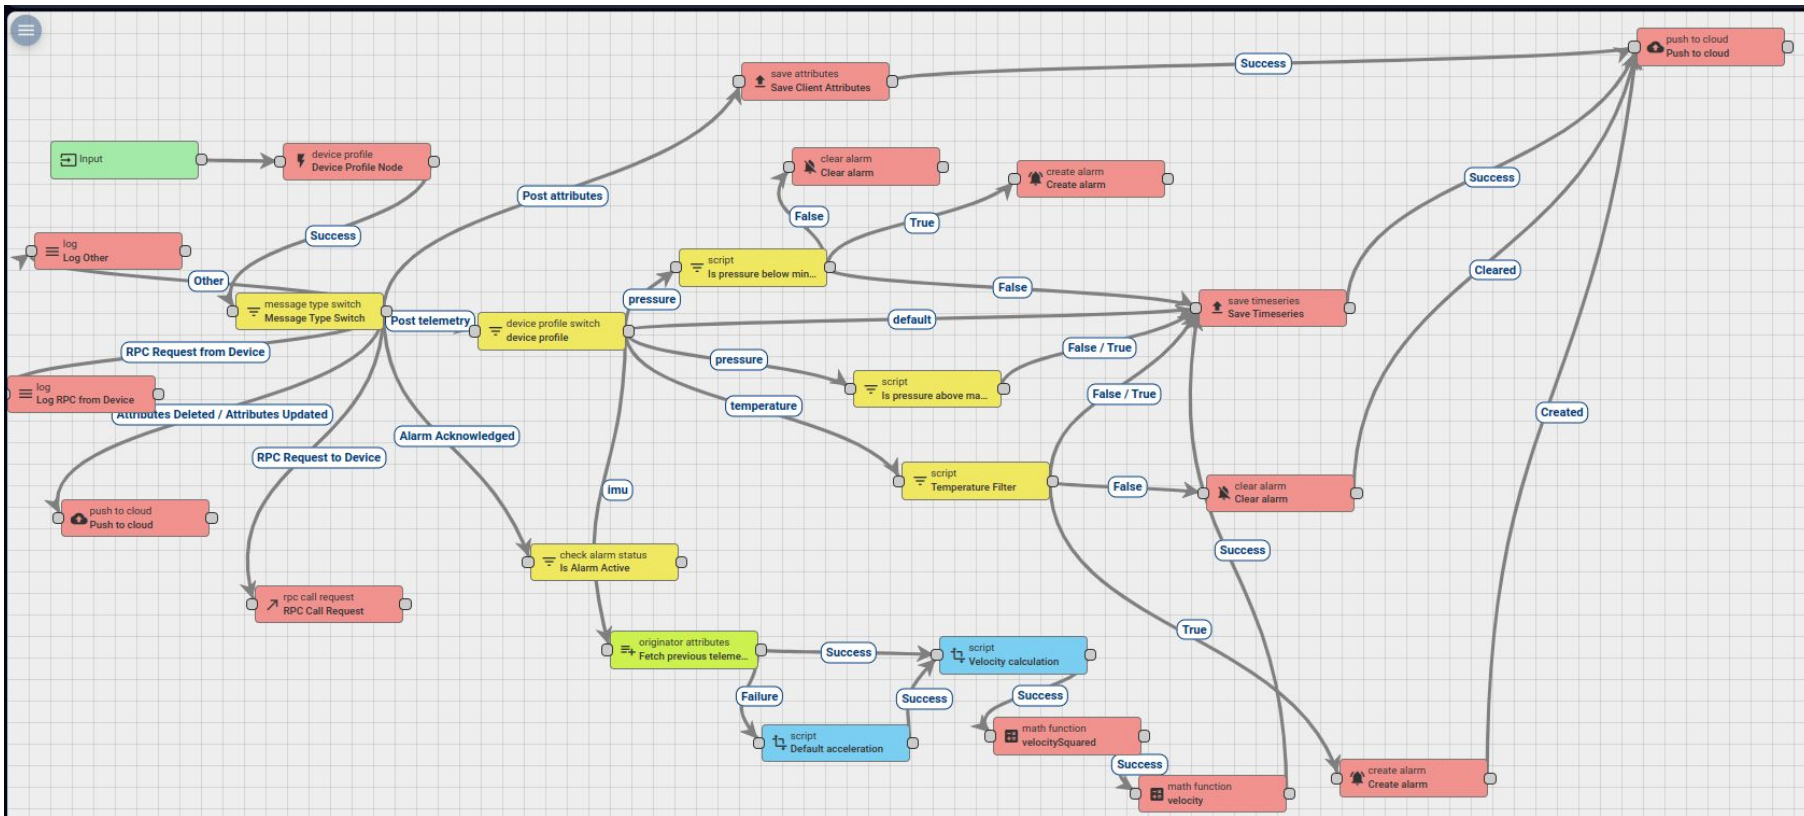 push to cloud
Push to cloud
Success
save attributes
Save Client Attributes
Input
device profile
Device Profile Node
clear alarm
Clear alarm
create alarm
Create alarm
Success
Post attributes
False
True
Success
log
Log Other
script
Is pressure below min...
Cleared
Other
pressure
False
message type switch
Message Type Switch
Post telemetry
device profile switch
device profile
default
save timeseries
Save Timeseries
RPC Request from Device
pressure
False / True
log
Log RPC from Device
script
Is pressure above ma...
False / True
temperature
Created
Attributes Deleted / Attributes Updated
Alarm Acknowledged
RPC Request to Device
script
Temperature Filter
False
clear alarm
Clear alarm
imu
push to cloud
Push to cloud
check alarm status
Is Alarm Active
Success
rpc call request
RPC Call Request
True
originator attributes
Fetch previous teleme...
Success
script
Velocity calculation
Failure
Success
Success
script
Default acceleration
math function
velocitySquared
Success
create alarm
Create alarm
math function
velocity